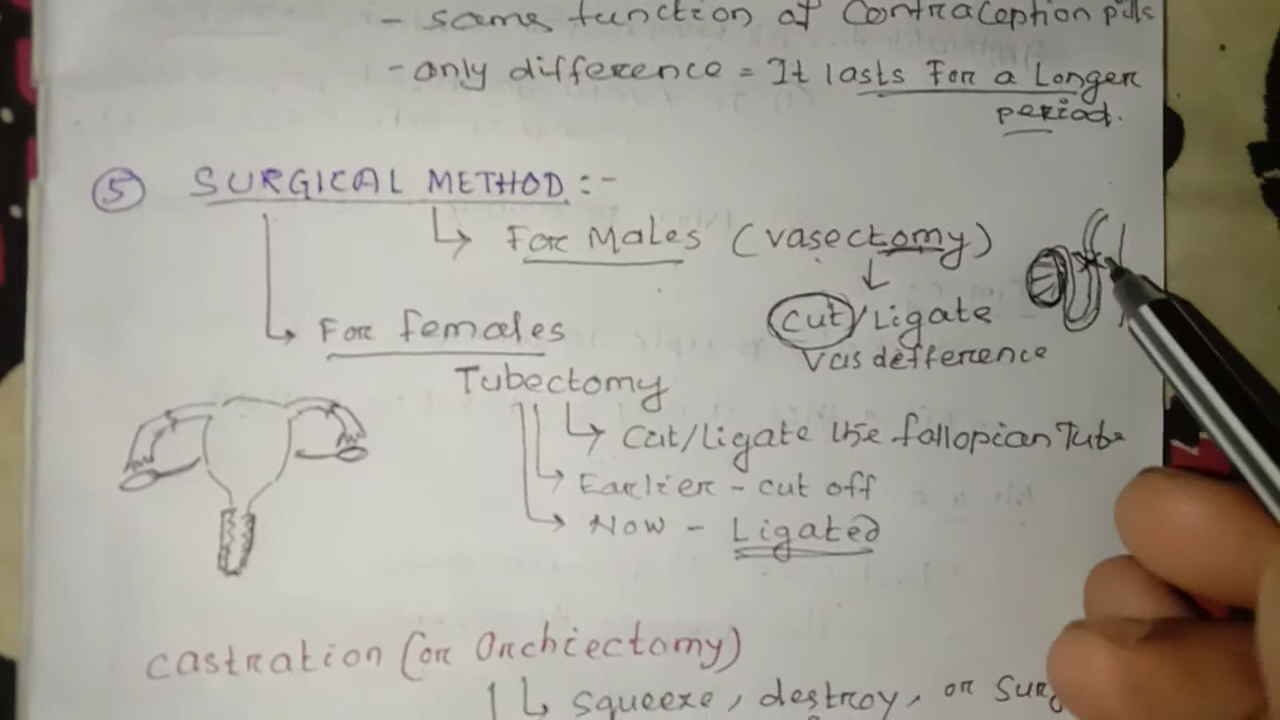 - same function of Contraception pills
- only difference = It lasts For a Longer
period.
5 SURGICAL METHOD :-
For Males (vasectomy)
Cut/Ligate
Vas defference
For females
Tubectomy
Cut/Ligate the fallopian Tube
Earlier - cut off
Now - Ligated
castration (or Orchiectomy)
squeeze, destroy, or Surg